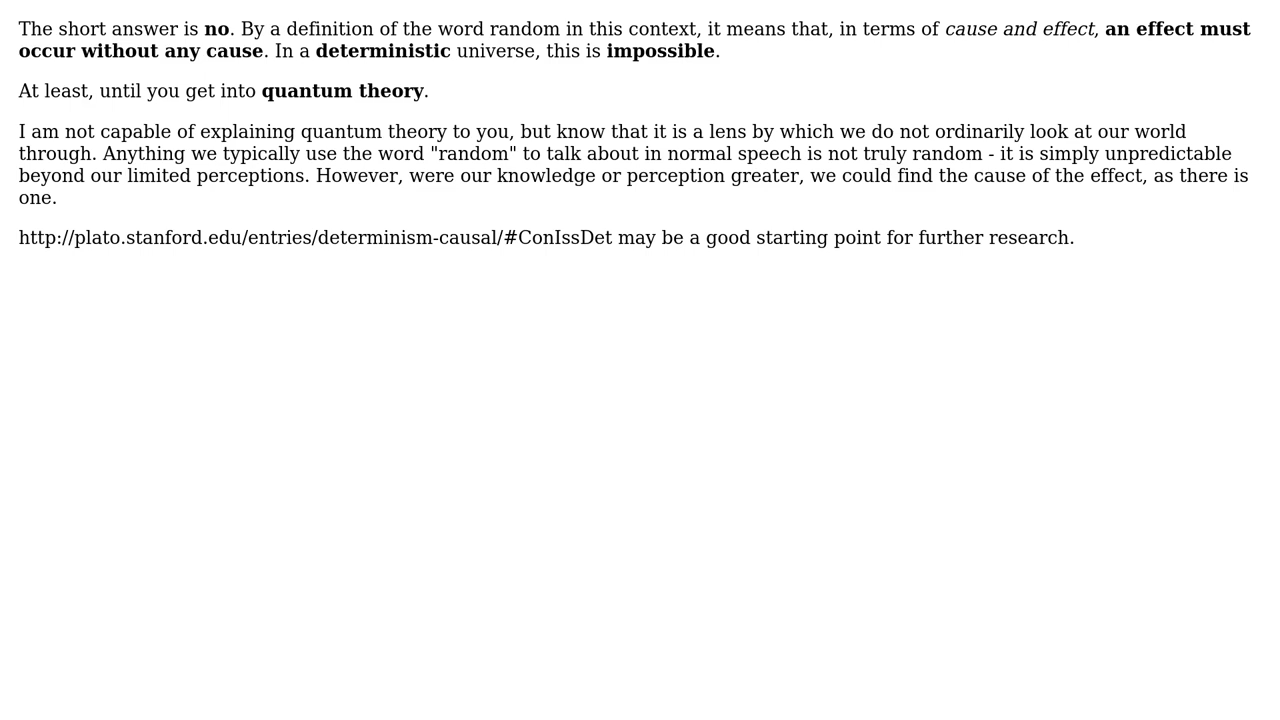 The short answer is no. By a definition of the word random in this context, it means that, in terms of cause and effect, an effect must
occur without any cause. In a deterministic universe, this is impossible.
At least, until you get into quantum theory.
I am not capable of explaining quantum theory to you, but know that it is a lens by which we do not ordinarily look at our world
through. Anything we typically use the word "random" to talk about in normal speech is not truly random - it is simply unpredictable
beyond our limited perceptions. However, were our knowledge or perception greater, we could find the cause of the effect, as there is
one.
http://plato.stanford.edu/entries/determinism-causal/#ConIssDet may be a good starting point for further research.